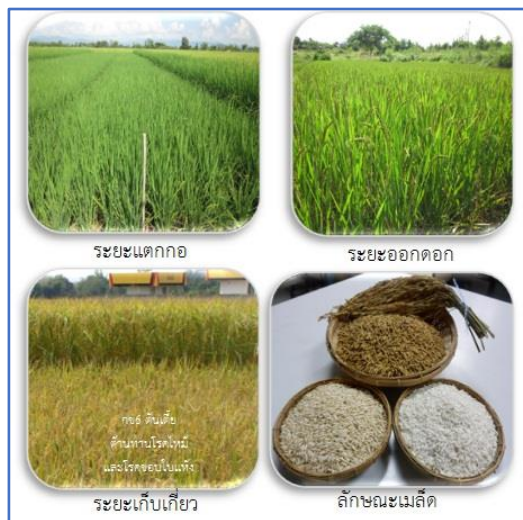 ระยะแตกกอ
ระยะออกดอก
กข6 ต้นเตี้ย
ต้านทานโรคไหม้
และโรคขอบใบแห้ง
ระยะเก็บเกี่ยว
ลักษณะเมล็ด